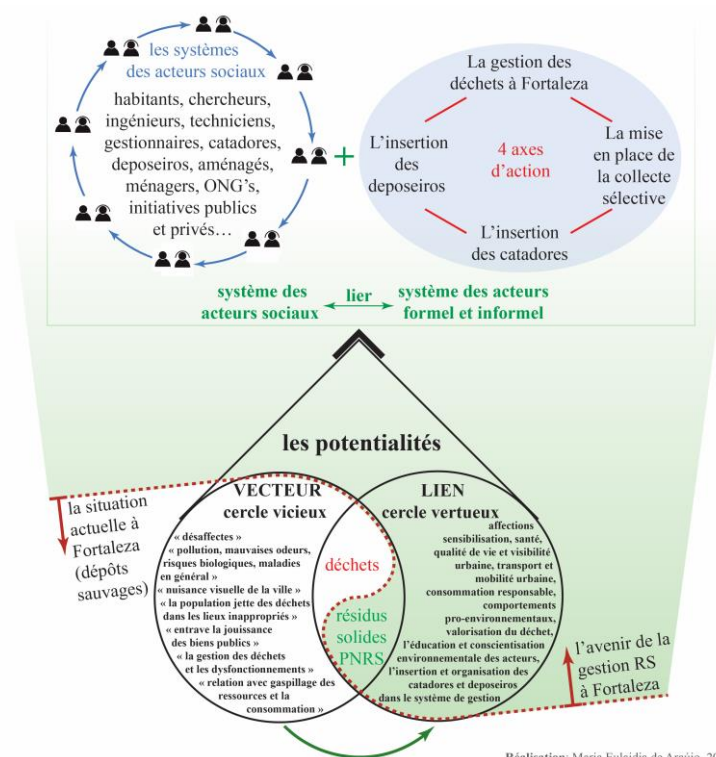 les systèmes
des acteurs sociaux
habitants, chercheurs,
ingénieurs, techniciens,
gestionnaires, catadores,
deposeiros, aménagés,
ménagers, ONG's,
initiatives publics
et privés…
+
La gestion des
déchets à Fortaleza
L'insertion
des
deposeiros
4 axes
d'action
La mise
en place de
la collecte
sélective
L'insertion
des catadores
système des
acteurs sociaux
lier
système des acteurs
formel et informel
les potentialités
la situation
actuelle à
Fortaleza
(dépôts
sauvages)
VECTEUR
cercle vicieux
« désaffectes »
« pollution, mauvaises odeurs,
risques biologiques, maladies
en général »
« nuisance visuelle de la ville »
« la population jette des déchets
dans les lieux inappropriés »
« entrave la jouissance
des biens publics »
« la gestion des déchets
et les dysfonctionnements »
« relation avec gaspillage des
ressources et la
consommation »
déchets
résidus
solides
PNRS
LIEN
cercle vertueux
affections
sensibilisation, santé,
qualité de vie et visibilité
urbaine, transport et
mobilité urbaine,
consommation responsable,
comportements
pro-environnementaux,
valorisation du déchet,
l'éducation et conscientisation
environnementale des acteurs,
l'insertion et organisation des
catadores et deposeiros
dans le système de gestion
l'avenir de la
gestion RS
à Fortaleza